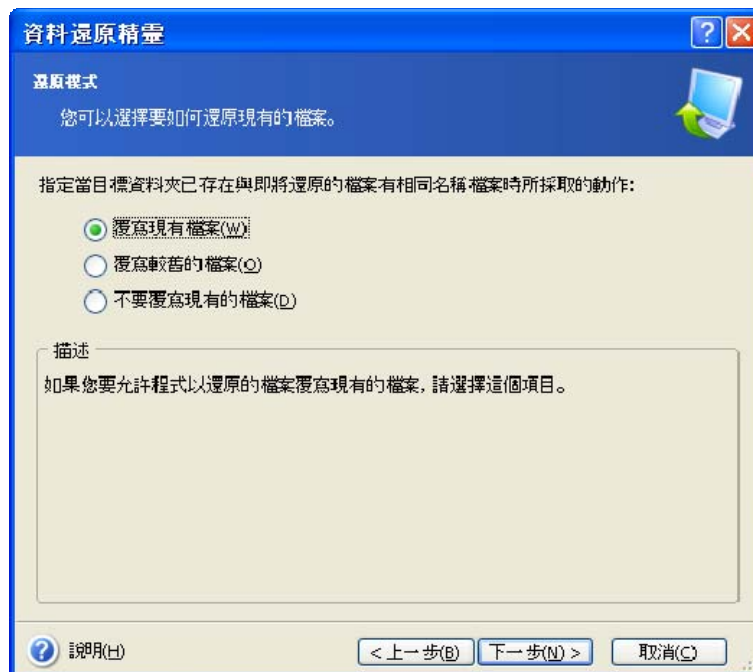 資料還原精靈
還原模式
您可以選擇要如何還原現有的檔案。
指定當目標資料夾已存在與即將還原的檔案有相同名稱檔案時所採取的動作:
覆寫現有檔案(W)
覆寫較舊的檔案(O)
不要覆寫現有的檔案(D)
描述
如果您要允許程式以還原的檔案覆寫現有的檔案, 請選擇這個項目。
說明(H)
< 上一步(B)
下一步(N) >
取消(C)